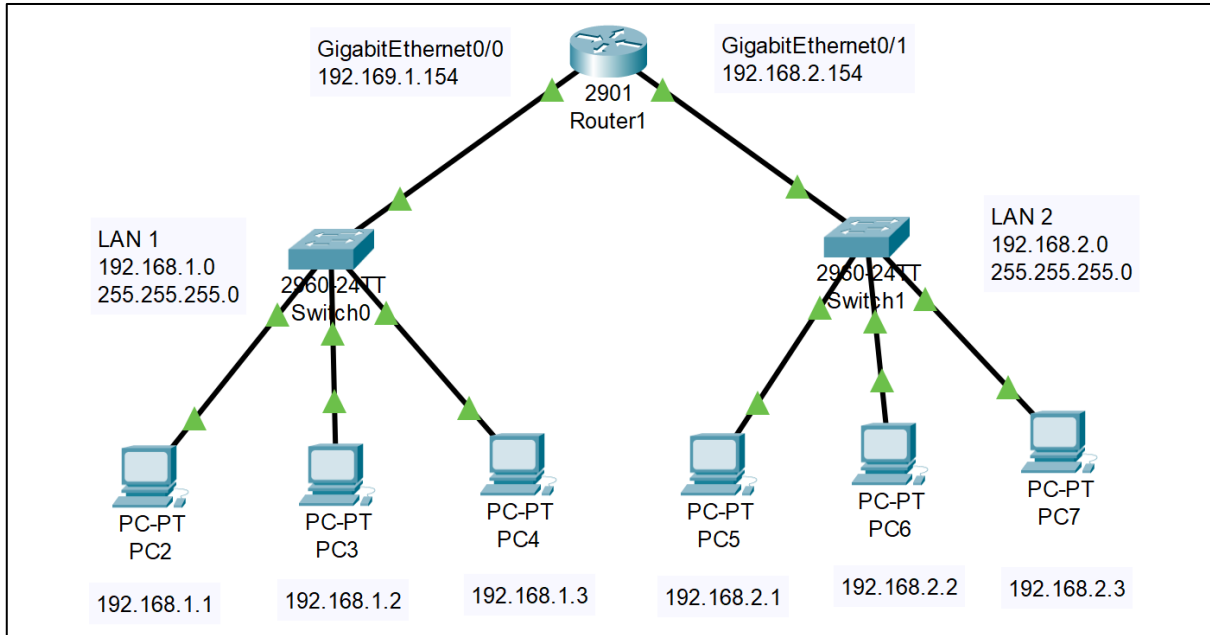 GigabitEthernet0/0
192.169.1.154
GigabitEthernet0/1
192.168.2.154
2901
Router1
LAN 1
192.168.1.0
255.255.255.0
2960-24TT
Switch0
2960-24TT
Switch1
LAN 2
192.168.2.0
255.255.255.0
PC-PT
PC2
PC-PT
PC3
PC-PT
PC4
PC-PT
PC5
PC-PT
PC6
PC-PT
PC7
192.168.1.1
192.168.1.2
192.168.1.3
192.168.2.1
192.168.2.2
192.168.2.3